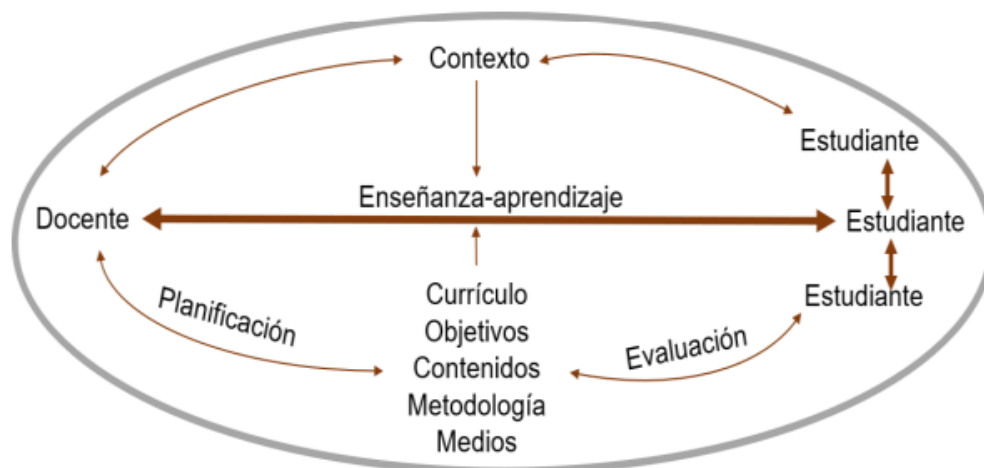 Contexto
Estudiante
Enseñanza-aprendizaje
Docente
Estudiante
Currículo
Estudiante
Planificación
Objetivos
Evaluación
Contenidos
Metodología
Medios